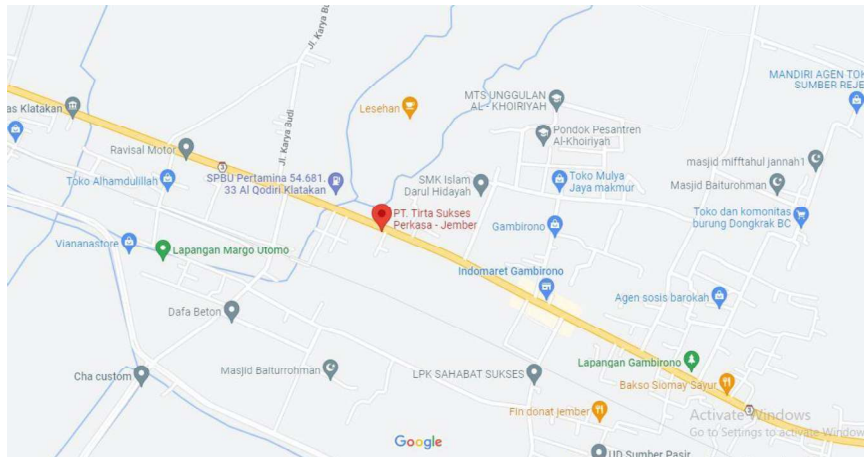 Jl. Karya Bu
MANDIRI AGEN TOK
SUMBER REJE
as Klatakan
Lesehan
MTS UNGGULAN
AL - KHOIRIYAH
Pondok Pesantren
Al-Khoiriyah
Ravisal Motor
Jl. Karya Budi
3
masjid mifftahul jannah1
Toko Alhamdulillah
SPBU Pertamina 54.681.
33 Al Qodiri Klatakan
SMK Islam
Darul Hidayah
Toko Mulya
Jaya makmur
Masjid Baiturohman
PT. Tirta Sukses
Perkasa - Jember
Gambirono
Toko dan komonitas
burung Dongkrak BC
Viananastore
Lapangan Margo Utomo
Indomaret Gambirono
Agen sosis barokah
Dafa Beton
Masjid Baiturrohman
Cha custom
LPK SAHABAT SUKSES
Lapangan Gambirono
Bakso Siomay Sayur
Fin donat jember
3
Activate Windows
Go to Settings to activate Window
Google
UD Sumber Pasir